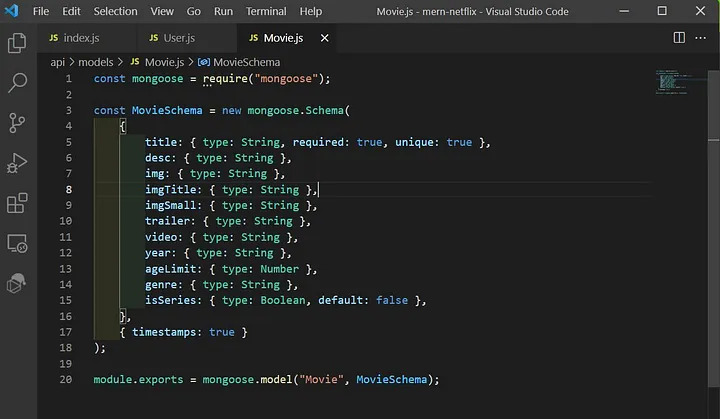 File Edit Selection View Go Run Terminal Help Movie.js - mern-netflix - Visual Studio Code
JS index.js JS User.js JS Movie.js
api > models > JS Movie.js > MovieSchema
1 const mongoose = require("mongoose");
2
3 const MovieSchema = new mongoose.Schema(
4 {
5 title: { type: String, required: true, unique: true },
6 desc: { type: String },
7 img: { type: String },
8 imgTitle: { type: String },
9 imgSmall: { type: String },
10 trailer: { type: String },
11 video: { type: String },
12 year: { type: String },
13 ageLimit: { type: Number },
14 genre: { type: String },
15 isSeries: { type: Boolean, default: false },
16 },
17 { timestamps: true }
18 );
19
20 module.exports = mongoose.model("Movie", MovieSchema);